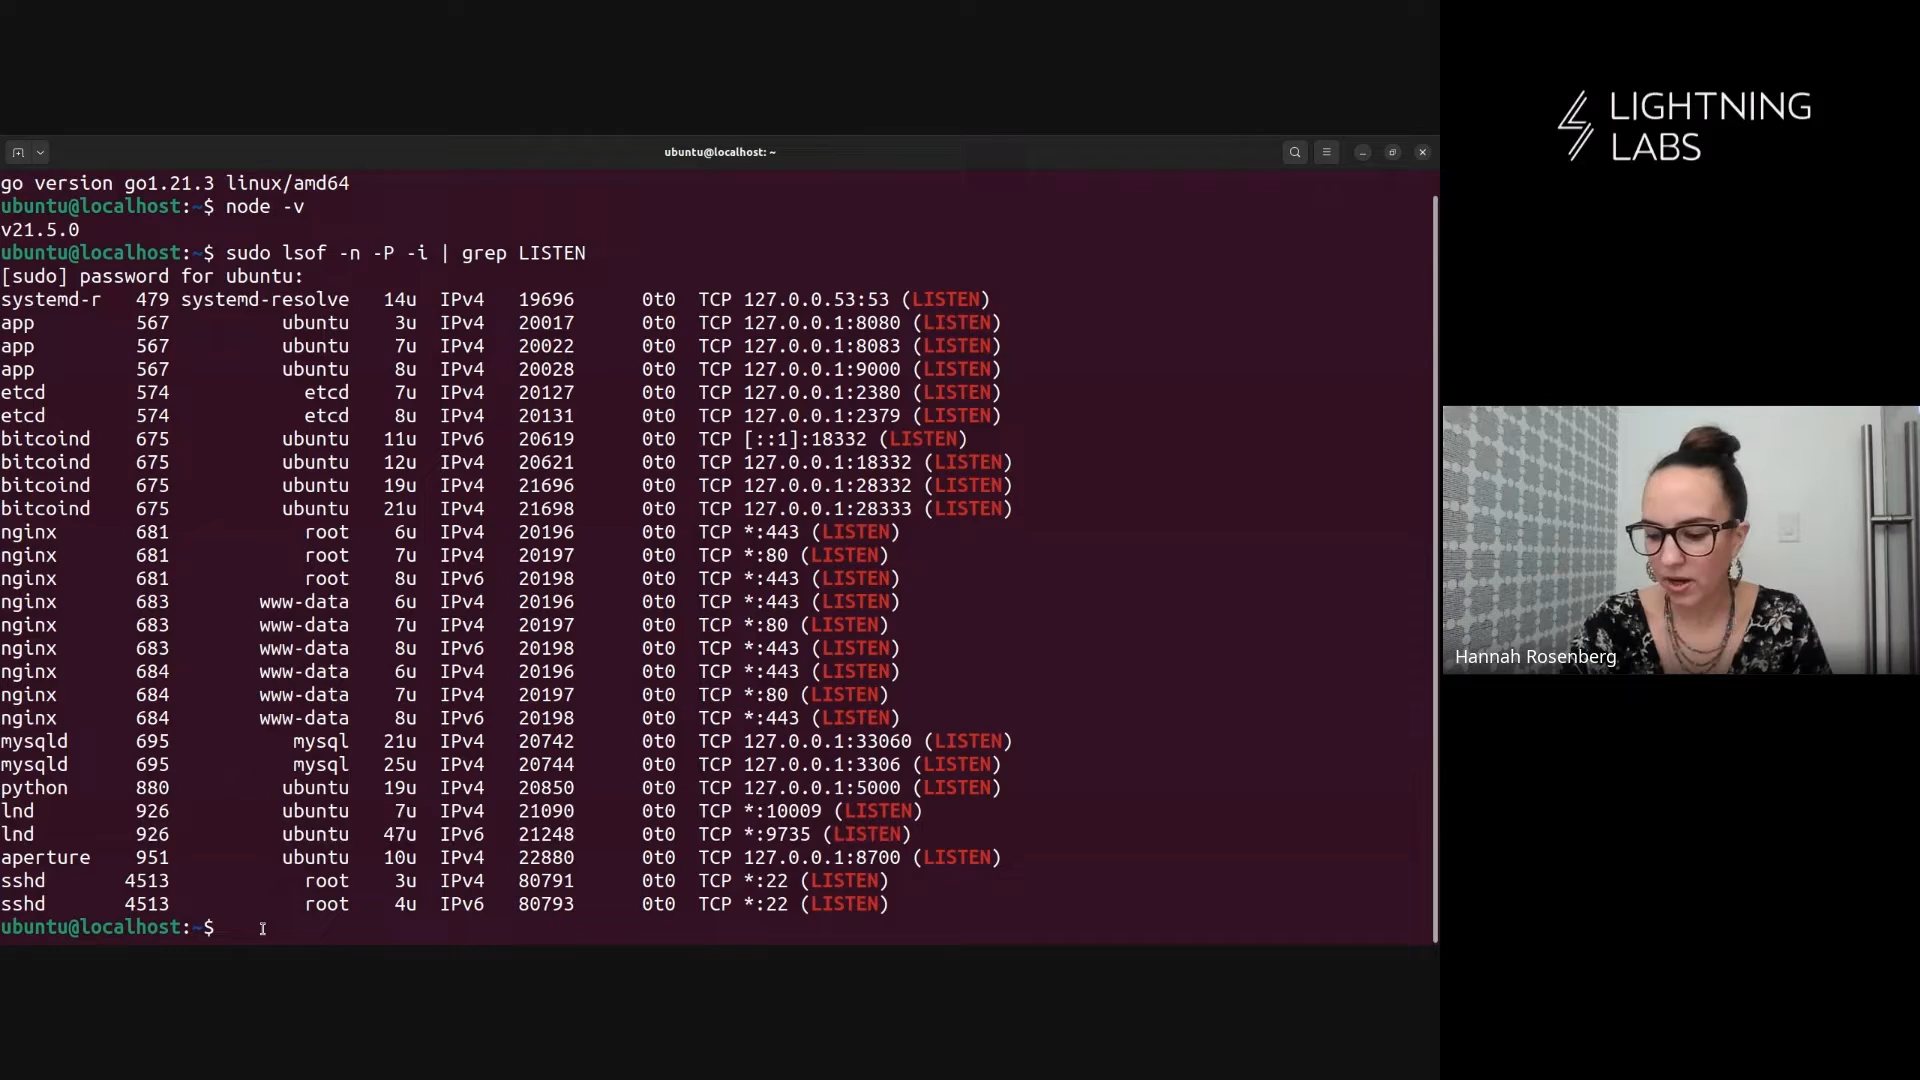 ubuntu@localhost: ~
go version go1.21.3 linux/amd64
ubuntu@localhost:~$ node -v
v21.5.0
ubuntu@localhost:~$ sudo lsof -n -P -i | grep LISTEN
[sudo] password for ubuntu:
systemd-r 479 systemd-resolve 14u IPv4 19696 0t0 TCP 127.0.0.53:53 (LISTEN)
app 567 ubuntu 3u IPv4 20017 0t0 TCP 127.0.0.1:8080 (LISTEN)
app 567 ubuntu 7u IPv4 20022 0t0 TCP 127.0.0.1:8083 (LISTEN)
app 567 ubuntu 8u IPv4 20028 0t0 TCP 127.0.0.1:9000 (LISTEN)
etcd 574 etcd 7u IPv4 20127 0t0 TCP 127.0.0.1:2380 (LISTEN)
etcd 574 etcd 8u IPv4 20131 0t0 TCP 127.0.0.1:2379 (LISTEN)
bitcoind 675 ubuntu 11u IPv6 20619 0t0 TCP [::1]:18332 (LISTEN)
bitcoind 675 ubuntu 12u IPv4 20621 0t0 TCP 127.0.0.1:18332 (LISTEN)
bitcoind 675 ubuntu 19u IPv4 21696 0t0 TCP 127.0.0.1:28332 (LISTEN)
bitcoind 675 ubuntu 21u IPv4 21698 0t0 TCP 127.0.0.1:28333 (LISTEN)
nginx 681 root 6u IPv4 20196 0t0 TCP *:443 (LISTEN)
nginx 681 root 7u IPv4 20197 0t0 TCP *:80 (LISTEN)
nginx 681 root 8u IPv6 20198 0t0 TCP *:443 (LISTEN)
nginx 683 www-data 6u IPv4 20196 0t0 TCP *:443 (LISTEN)
nginx 683 www-data 7u IPv4 20197 0t0 TCP *:80 (LISTEN)
nginx 683 www-data 8u IPv6 20198 0t0 TCP *:443 (LISTEN)
nginx 684 www-data 6u IPv4 20196 0t0 TCP *:443 (LISTEN)
nginx 684 www-data 7u IPv4 20197 0t0 TCP *:80 (LISTEN)
nginx 684 www-data 8u IPv6 20198 0t0 TCP *:443 (LISTEN)
mysqld 695 mysql 21u IPv4 20742 0t0 TCP 127.0.0.1:33060 (LISTEN)
mysqld 695 mysql 25u IPv4 20744 0t0 TCP 127.0.0.1:3306 (LISTEN)
python 880 ubuntu 19u IPv4 20850 0t0 TCP 127.0.0.1:5000 (LISTEN)
lnd 926 ubuntu 7u IPv4 21090 0t0 TCP *:10009 (LISTEN)
lnd 926 ubuntu 47u IPv6 21248 0t0 TCP *:9735 (LISTEN)
aperture 951 ubuntu 10u IPv4 22880 0t0 TCP 127.0.0.1:8700 (LISTEN)
sshd 4513 root 3u IPv4 80791 0t0 TCP *:22 (LISTEN)
sshd 4513 root 4u IPv6 80793 0t0 TCP *:22 (LISTEN)
ubuntu@localhost:~$
LIGHTNING
LABS
Hannah Rosenberg